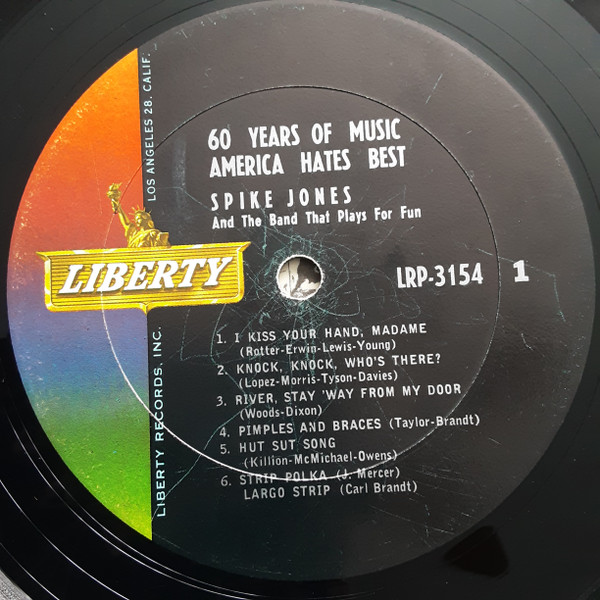 LOS ANGELES 28, CALIF.
60 YEARS OF MUSIC
AMERICA HATES BEST
SPIKE JONES
And The Band That Plays For Fun
LIBERTY
LRP-3154 1
1. I KISS YOUR HAND, MADAME
(Rotter-Erwin-Lewis-Young)
2. KNOCK, KNOCK, WHO'S THERE?
(Lopez-Morris-Tyson-Davies)
3. RIVER, STAY 'WAY FROM MY DOOR
(Woods-Dixon)
4. PIMPLES AND BRACES (Taylor-Brandt)
5. HUT SUT SONG
(Killion-McMichael-Owens)
6. STRIP POLKA (J. Mercer)
LARGO STRIP (Carl Brandt)
LIBERTY RECORDS, INC.